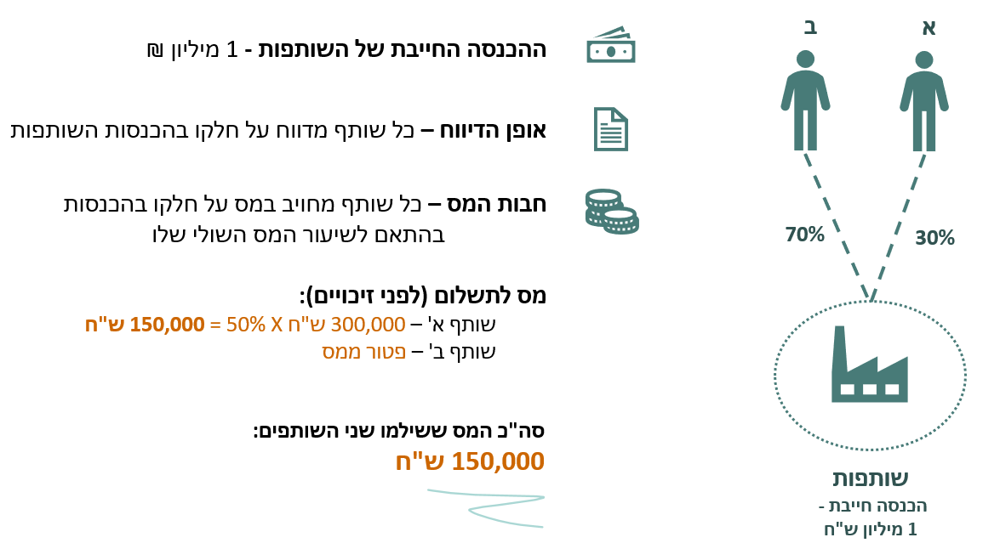 ההכנסה החייבת של השותפות - 1 מיליון ₪
אופן הדיווח – כל שותף מדווח על חלקו בהכנסות השותפות
חבות המס – כל שותף מחויב במס על חלקו בהכנסות
בהתאם לשיעור המס השולי שלו
מס לתשלום (לפני זיכויים):
שותף א' – 300,000 ש"ח X 50% = 150,000 ש"ח
שותף ב' – פטור ממס
סה"כ המס ששילמו שני השותפים:
150,000 ש"ח
א
ב
30%
70%
שותפות
הכנסה חייבת -
1 מיליון ש"ח